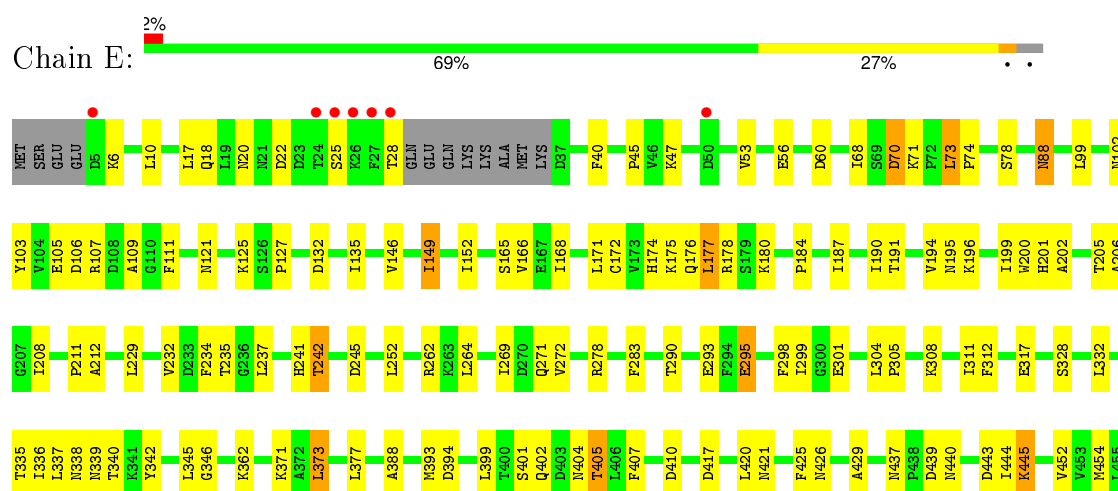 2%
Chain E:
69% 27% • •
MET SER GLU GLU D5 K6 L10 L17 Q18 L19 N20 N21 D22 D23 T24 S25 K26 F27 T28 GLN GLU GLN LYS LYS ALA MET LYS D37 F40 P45 V46 K47 D50 V53 E56 D60 I68 S69 D70 K71 P72 L73 F74 S78 N88 L99 N102
Y103 V104 E105 D106 R107 D108 A109 G110 F111 N121 K125 S126 P127 D132 I135 V146 I149 I152 S165 V166 E167 I168 L171 C172 V173 H174 K175 Q176 L177 R178 S179 K180 P184 I187 I190 T191 V194 N195 K196 I199 W200 H201 A202 T205 A206
G207 I208 P211 A212 L229 V232 D233 F234 T235 G236 L237 H241 T242 D245 L252 R262 K263 L264 I269 D270 Q271 V272 R278 F283 T290 E293 F294 E295 F298 I299 G300 E301 L304 P305 K308 I311 F312 E317 S328 L332
T335 I336 L337 N338 N339 T340 K341 Y342 L345 G346 K362 K371 A372 L373 L377 A388 M393 D394 L399 T400 S401 Q402 D403 N404 T405 L406 F407 D410 D417 L420 N421 F425 N426 A429 N437 P438 D439 N440 D443 I444 K445 V452 V453 M454